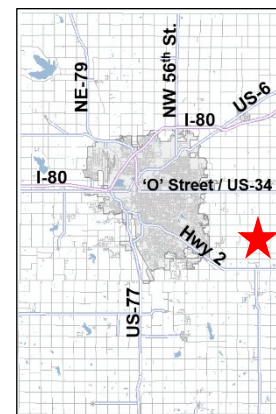 NE-79
NW 56th St.
US-6
I-80
I-80
'O' Street / US-34
Hwy 2
US-77